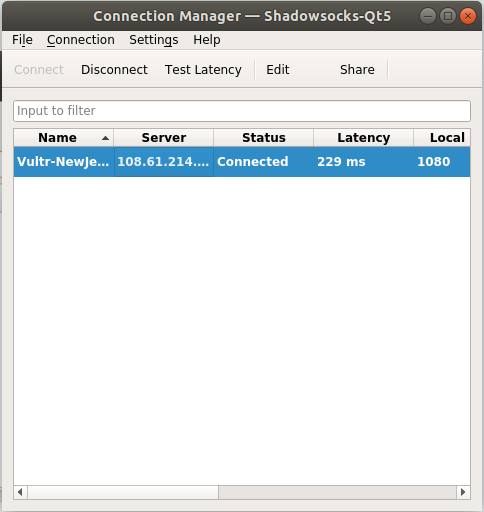 Connection Manager — Shadowsocks-Qt5
File Connection Settings Help
Connect Disconnect Test Latency Edit Share
Input to filter
Name Server Status Latency Local
Vultr-NewJe... 108.61.214.... Connected 229 ms 1080